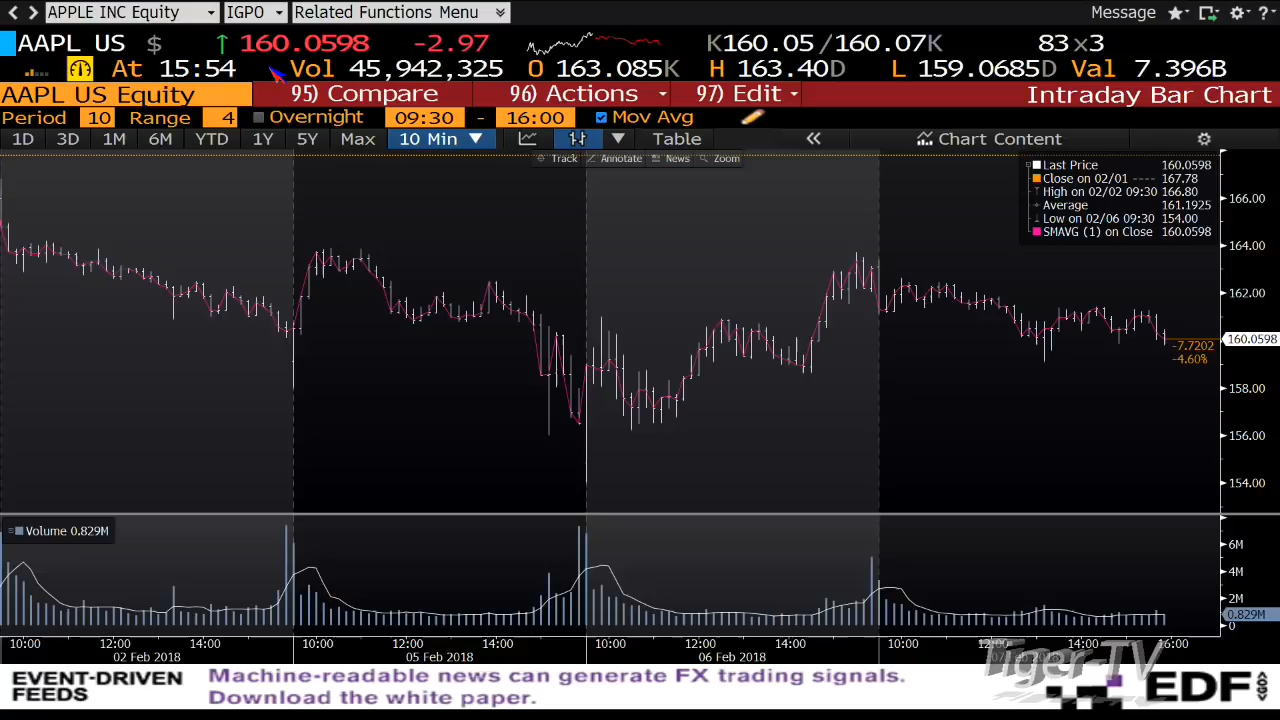 APPLE INC Equity IGPO Related Functions Menu Message ?
AAPL US $ ↑ 160.0598 -2.97 K160.05/160.07K 83x3
At 15:54 Vol 45,942,325 O 163.085K H 163.40D L 159.0685D Val 7.396B
AAPL US Equity 95) Compare 96) Actions 97) Edit Intraday Bar Chart
Period 10 Range 4 Overnight 09:30 - 16:00 Mov Avg
1D 3D 1M 6M YTD 1Y 5Y Max 10 Min Table « Chart Content
Track Annotate News Zoom
Last Price 160.0598
Close on 02/01 ---- 167.78
High on 02/02 09:30 166.80
Average 161.1925
Low on 02/06 09:30 154.00
SMAVG (1) on Close 160.0598
166.00
164.00
162.00
160.0598
-7.7202
-4.60%
158.00
156.00
154.00
Volume 0.829M
6M
4M
2M
0.829M
0
10:00 12:00 14:00 10:00 12:00 14:00 10:00 12:00 14:00 10:00 12:00 14:00 16:00
02 Feb 2018 05 Feb 2018 06 Feb 2018 07 Feb 2018
Tiger-TV
EVENT-DRIVEN
FEEDS
Machine-readable news can generate FX trading signals.
Download the white paper.
EDF